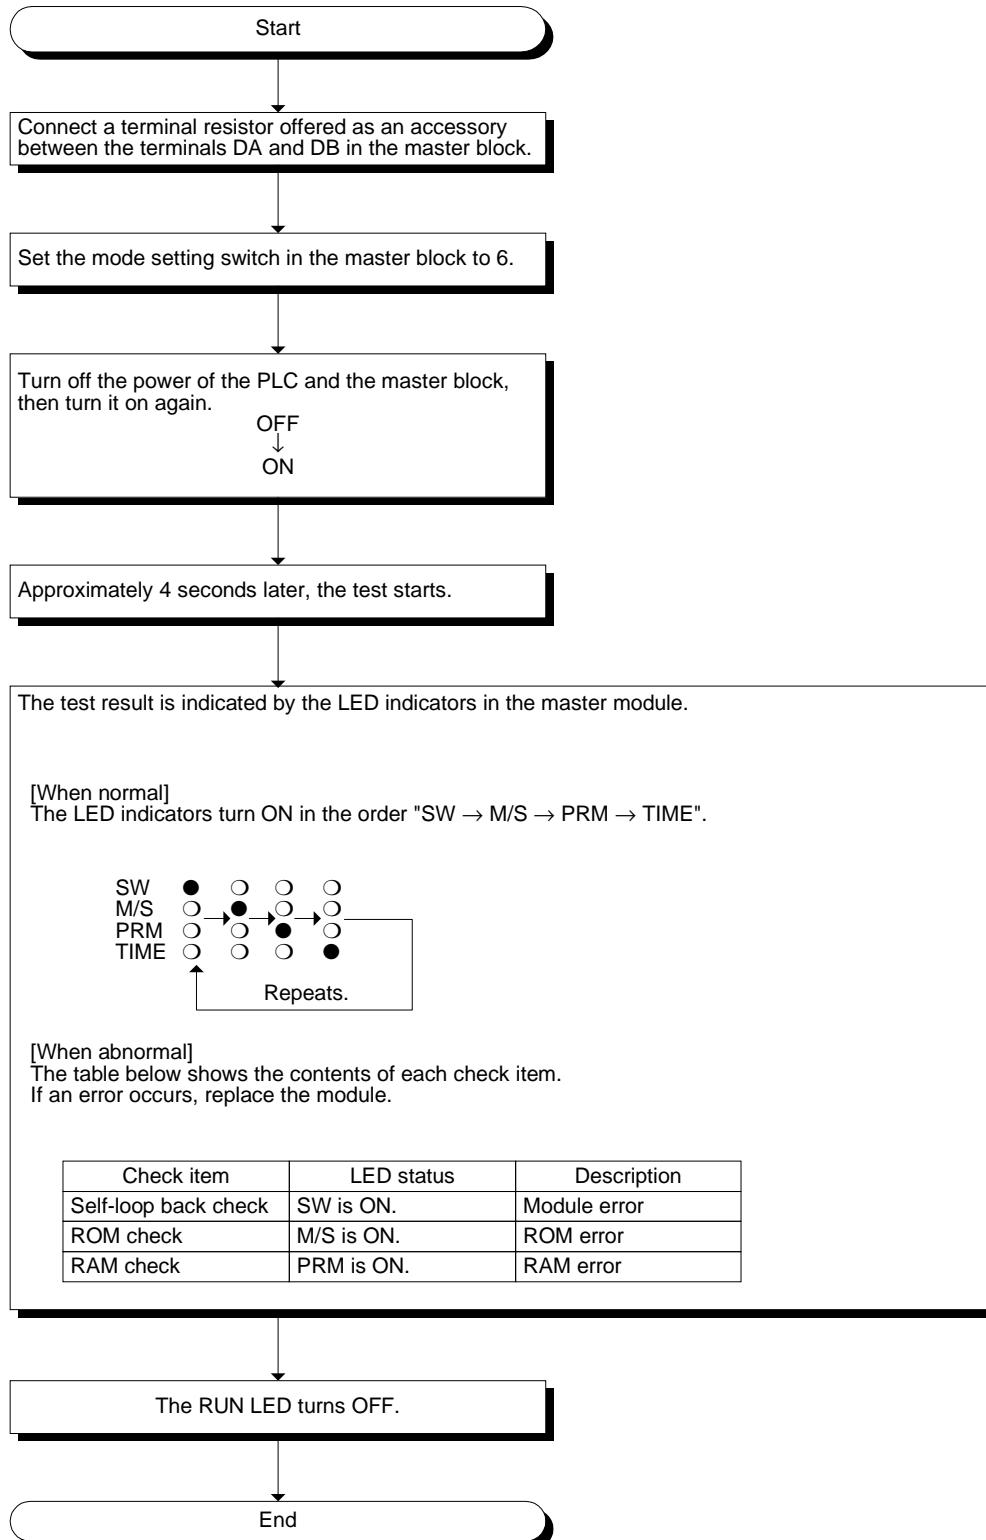 Start
Connect a terminal resistor offered as an accessory
between the terminals DA and DB in the master block.
Set the mode setting switch in the master block to 6.
Turn off the power of the PLC and the master block,
then turn it on again.
OFF
↓
ON
Approximately 4 seconds later, the test starts.
The test result is indicated by the LED indicators in the master module.
[When normal]
The LED indicators turn ON in the order "SW → M/S → PRM → TIME".
SW
M/S
PRM
TIME
Repeats.
[When abnormal]
The table below shows the contents of each check item.
If an error occurs, replace the module.
Check item LED status Description
Self-loop back check SW is ON. Module error
ROM check M/S is ON. ROM error
RAM check PRM is ON. RAM error
The RUN LED turns OFF.
End